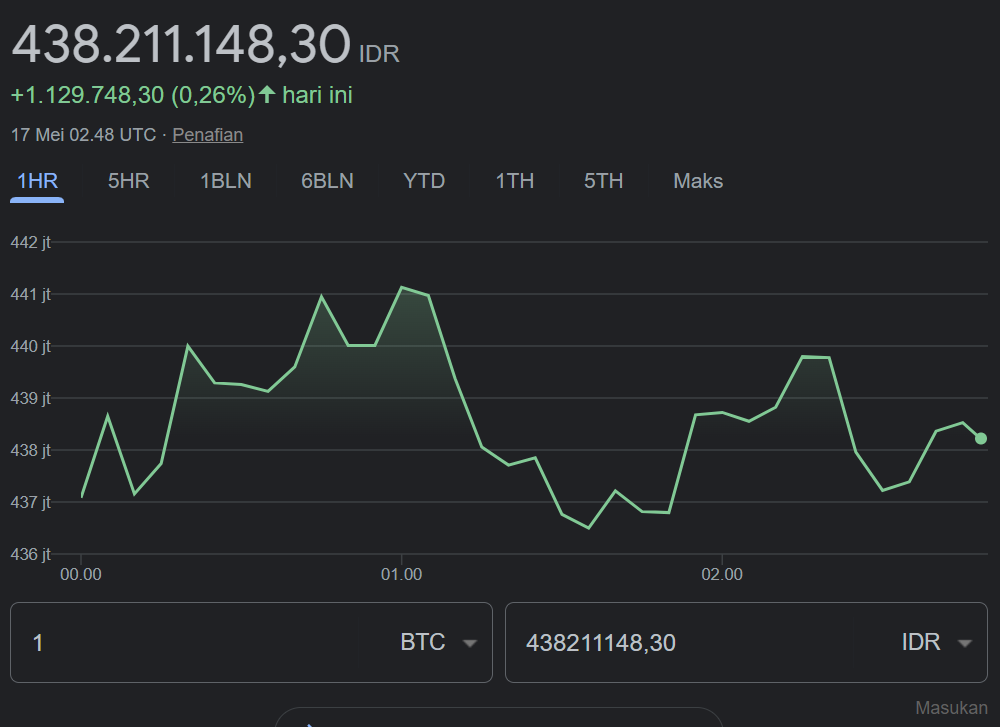 438.211.148,30 IDR
+1.129.748,30 (0,26%) ↑ hari ini
17 Mei 02.48 UTC · Penafian
1HR 5HR 1BLN 6BLN YTD 1TH 5TH Maks
442 jt
441 jt
440 jt
439 jt
438 jt
437 jt
436 jt
00.00 01.00 02.00
1 BTC 438211148,30 IDR
Masukan